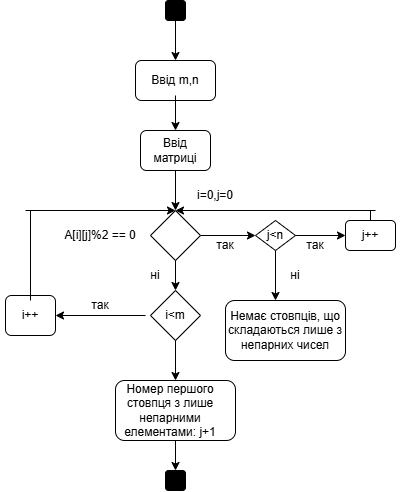 Ввід m,n
Ввід
матриці
i=0,j=0
A[i][j]%2 == 0
так
j<n
так
j++
ні
ні
i++
так
i<m
Немає стовпців, що
складаються лише з
непарних чисел
Номер першого
стовпця з лише
непарними
елементами: j+1